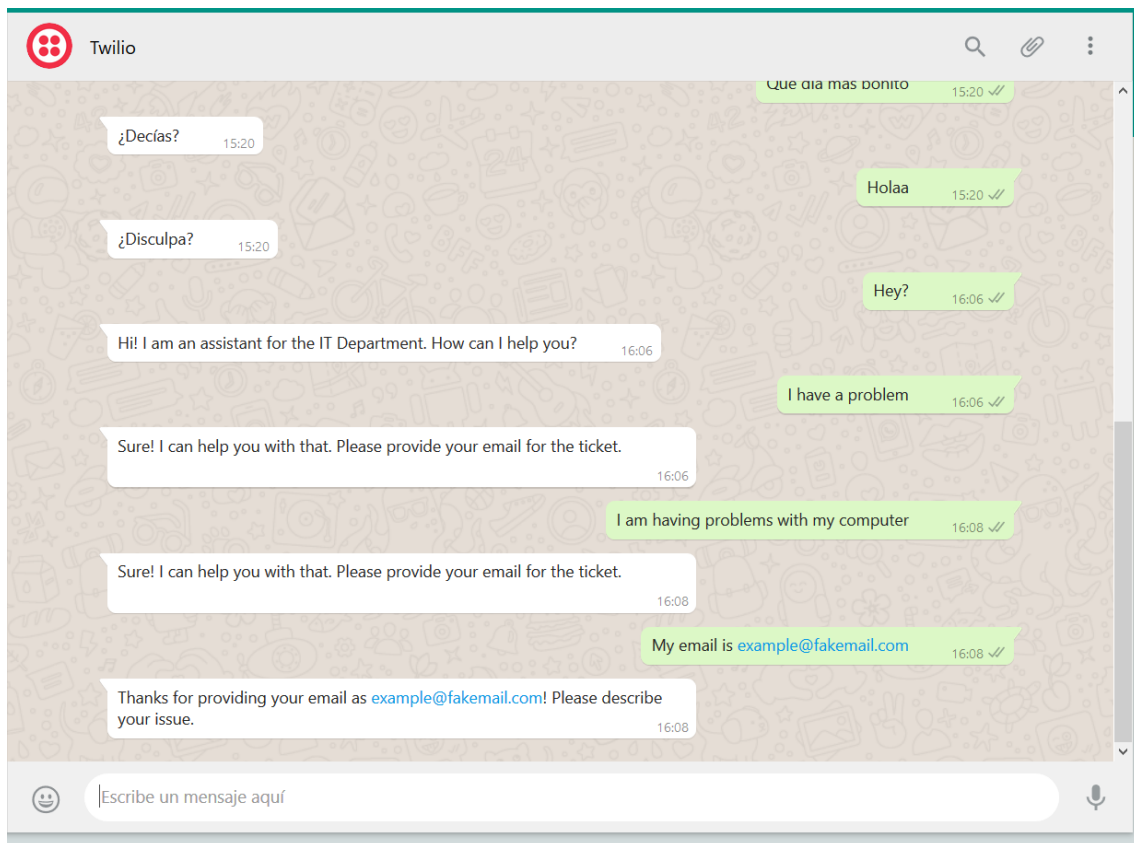 Twilio
Que día más bonito
15:20
¿Decías?
15:20
Holaa
15:20
¿Disculpa?
15:20
Hey?
16:06
Hi! I am an assistant for the IT Department. How can I help you?
16:06
I have a problem
16:06
Sure! I can help you with that. Please provide your email for the ticket.
16:06
I am having problems with my computer
16:08
Sure! I can help you with that. Please provide your email for the ticket.
16:08
My email is example@fakemail.com
16:08
Thanks for providing your email as example@fakemail.com! Please describe
your issue.
16:08
Escribe un mensaje aquí